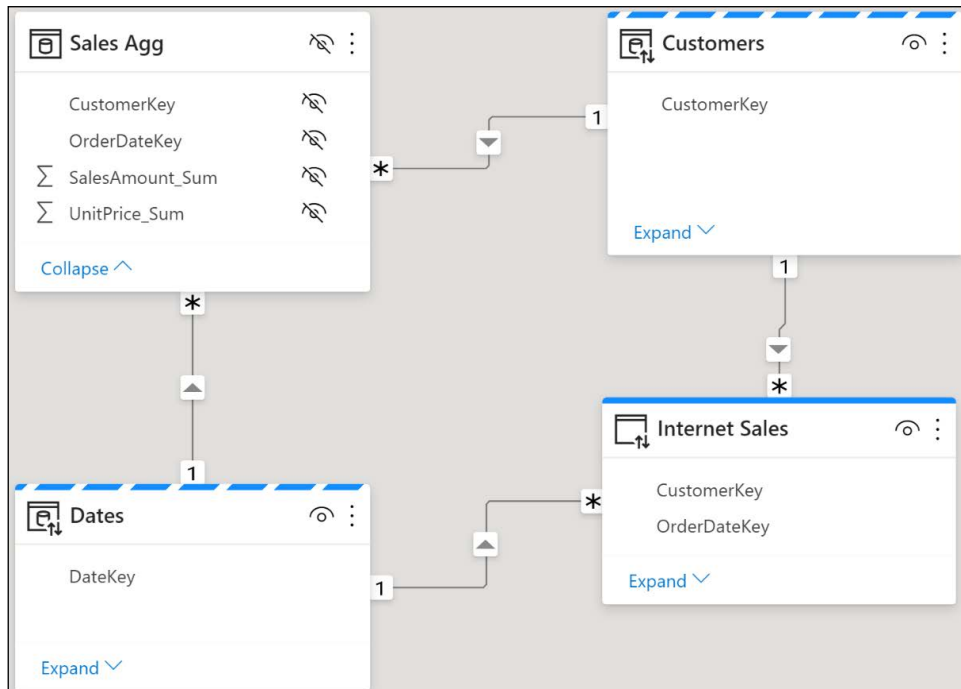 Sales Agg
CustomerKey
OrderDateKey
∑ SalesAmount_Sum
∑ UnitPrice_Sum
Collapse
Customers
CustomerKey
Expand
1
*
*
1
1
*
Internet Sales
CustomerKey
OrderDateKey
Expand
Dates
DateKey
Expand
1
*